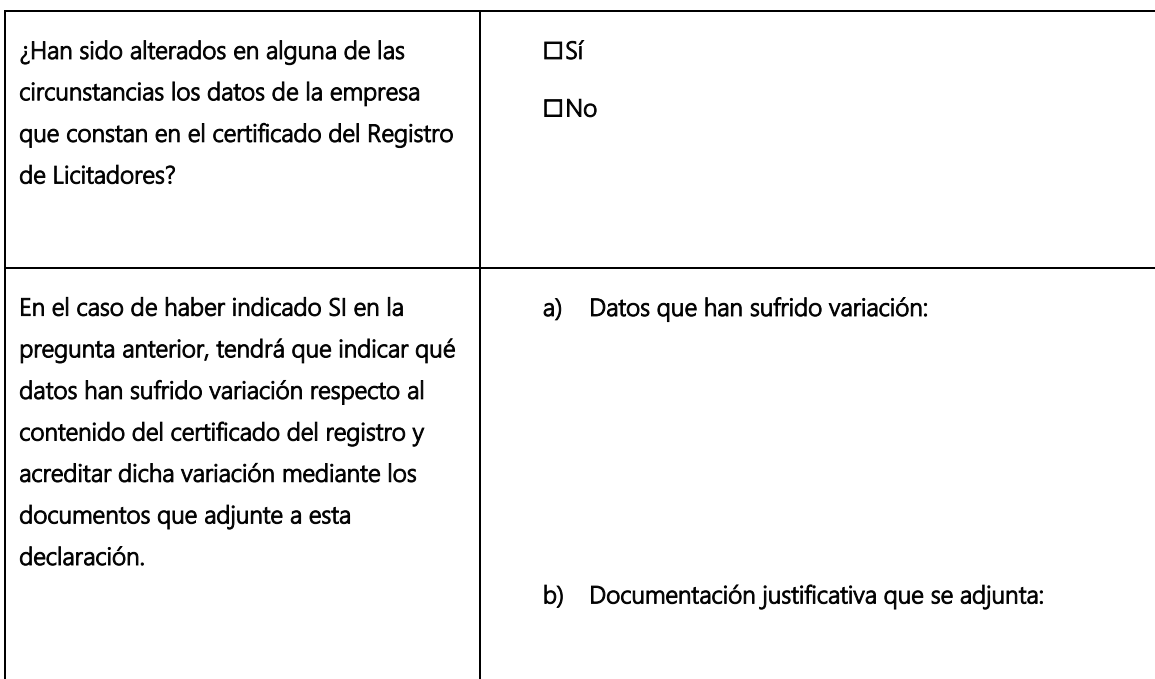 ¿Han sido alterados en alguna de las
circunstancias los datos de la empresa
que constan en el certificado del Registro
de Licitadores?
☐Sí
☐No
En el caso de haber indicado SI en la
pregunta anterior, tendrá que indicar qué
datos han sufrido variación respecto al
contenido del certificado del registro y
acreditar dicha variación mediante los
documentos que adjunte a esta
declaración.
a) Datos que han sufrido variación:
b) Documentación justificativa que se adjunta: